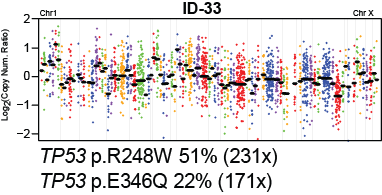 ID-33
Chr1 Chr X
Log2(Copy Num. Ratio)
2
1
0
−1
−2
TP53 p.R248W 51% (231x)
TP53 p.E346Q 22% (171x)